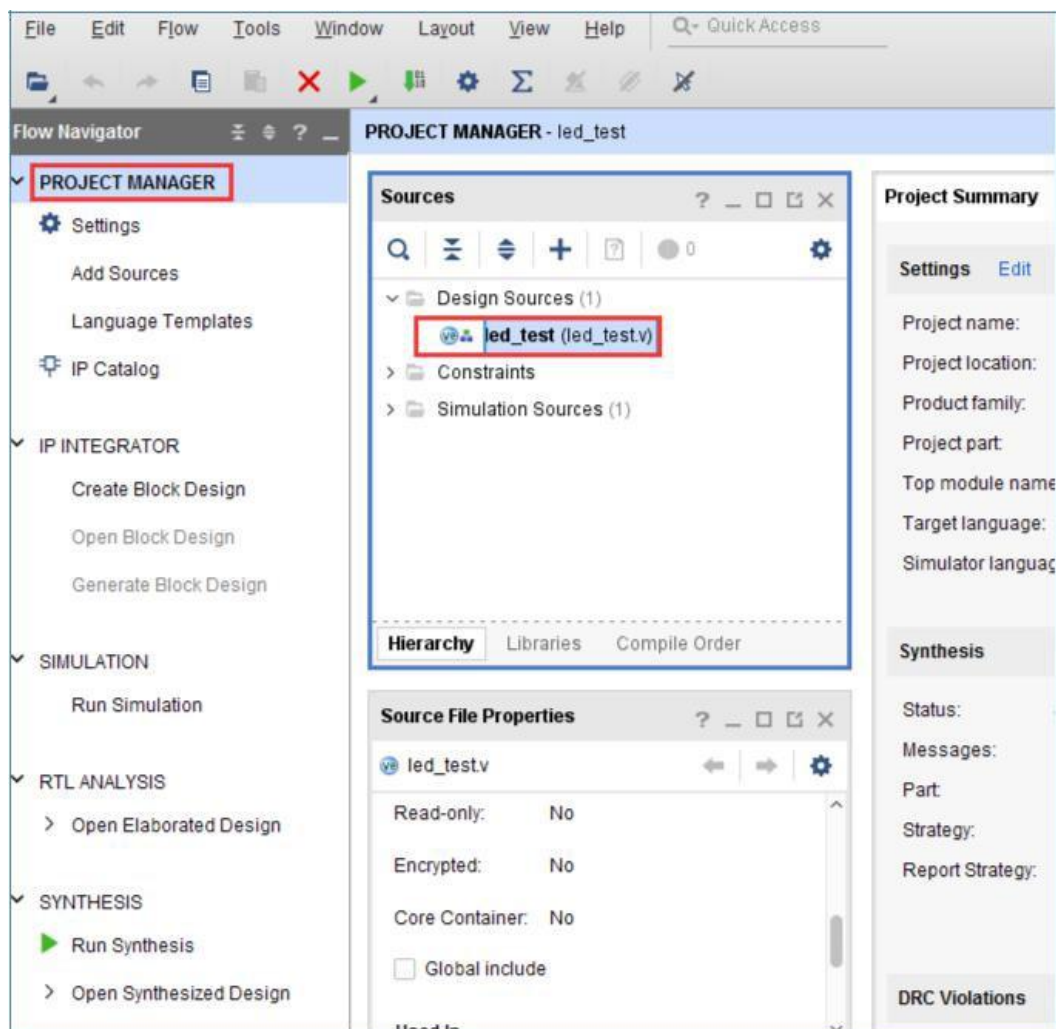 File Edit Flow Tools Window Layout View Help Quick Access
Flow Navigator
PROJECT MANAGER
Settings
Add Sources
Language Templates
IP Catalog
IP INTEGRATOR
Create Block Design
Open Block Design
Generate Block Design
SIMULATION
Run Simulation
RTL ANALYSIS
Open Elaborated Design
SYNTHESIS
Run Synthesis
Open Synthesized Design
PROJECT MANAGER - led_test
Sources
0
Design Sources (1)
led_test (led_test.v)
Constraints
Simulation Sources (1)
Hierarchy Libraries Compile Order
Source File Properties
led_test.v
Read-only: No
Encrypted: No
Core Container: No
Global include
Project Summary
Settings Edit
Project name:
Project location:
Product family:
Project part:
Top module name
Target language:
Simulator languag
Synthesis
Status:
Messages:
Part:
Strategy:
Report Strategy:
DRC Violations